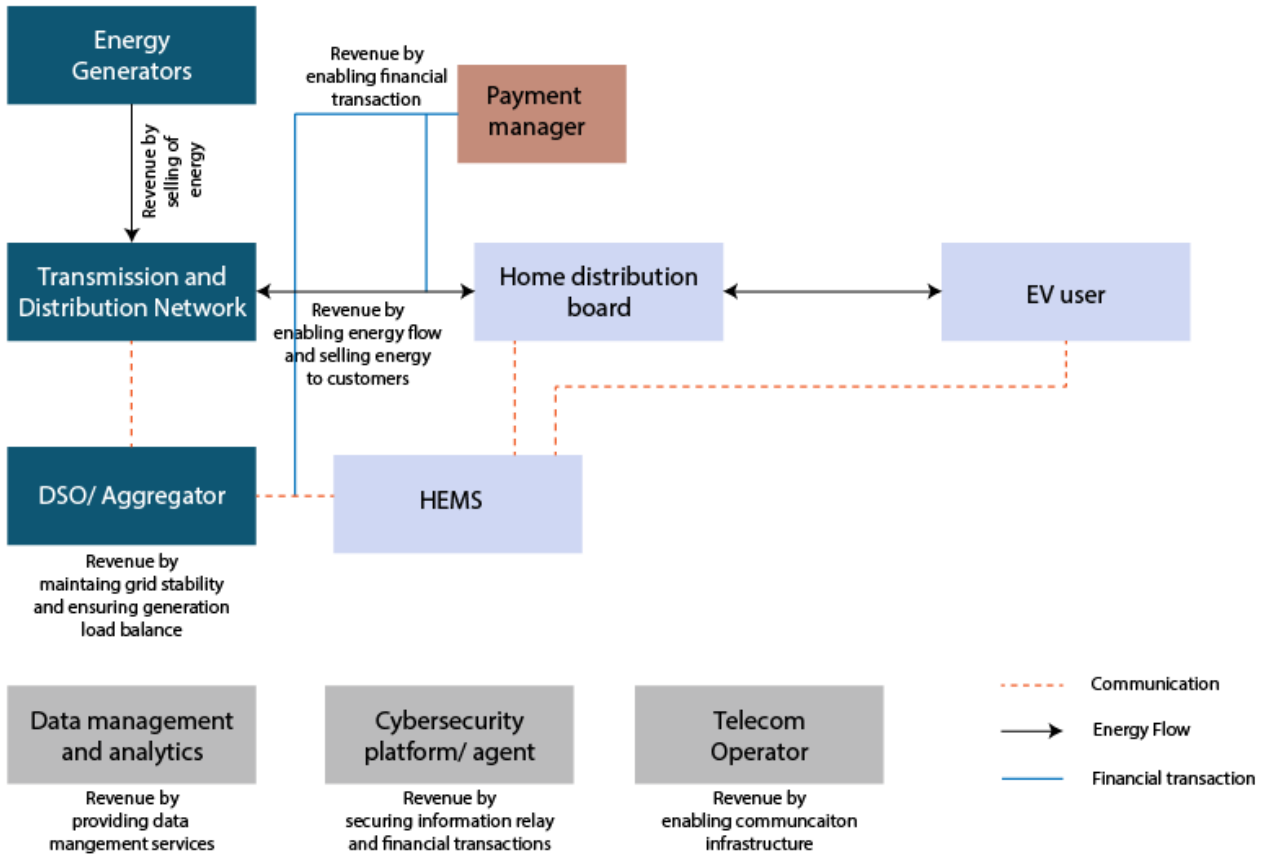 Energy
Generators
Revenue by
enabling financial
transaction
Payment
manager
Revenue by
selling of
energy
Transmission and
Distribution Network
Home distribution
board
EV user
Revenue by
enabling energy flow
and selling energy
to customers
DSO/ Aggregator
HEMS
Revenue by
maintaing grid stability
and ensuring generation
load balance
Data management
and analytics
Cybersecurity
platform/ agent
Telecom
Operator
Revenue by
providing data
mangement services
Revenue by
securing information relay
and financial transactions
Revenue by
enabling communcaiton
infrastructure
Communication
Energy Flow
Financial transaction